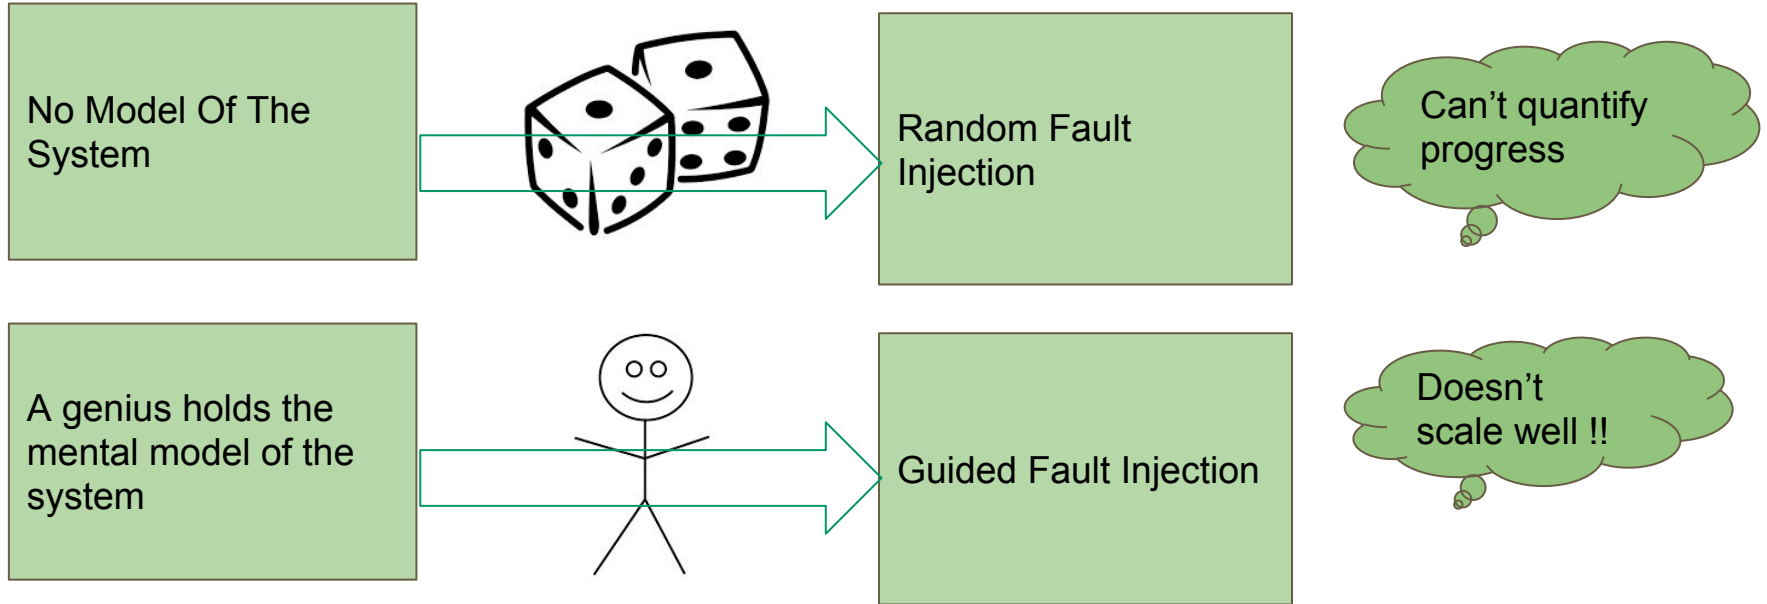 No Model Of The
System
Random Fault
Injection
Can’t quantify
progress
A genius holds the
mental model of the
system
Guided Fault Injection
Doesn’t
scale well !!